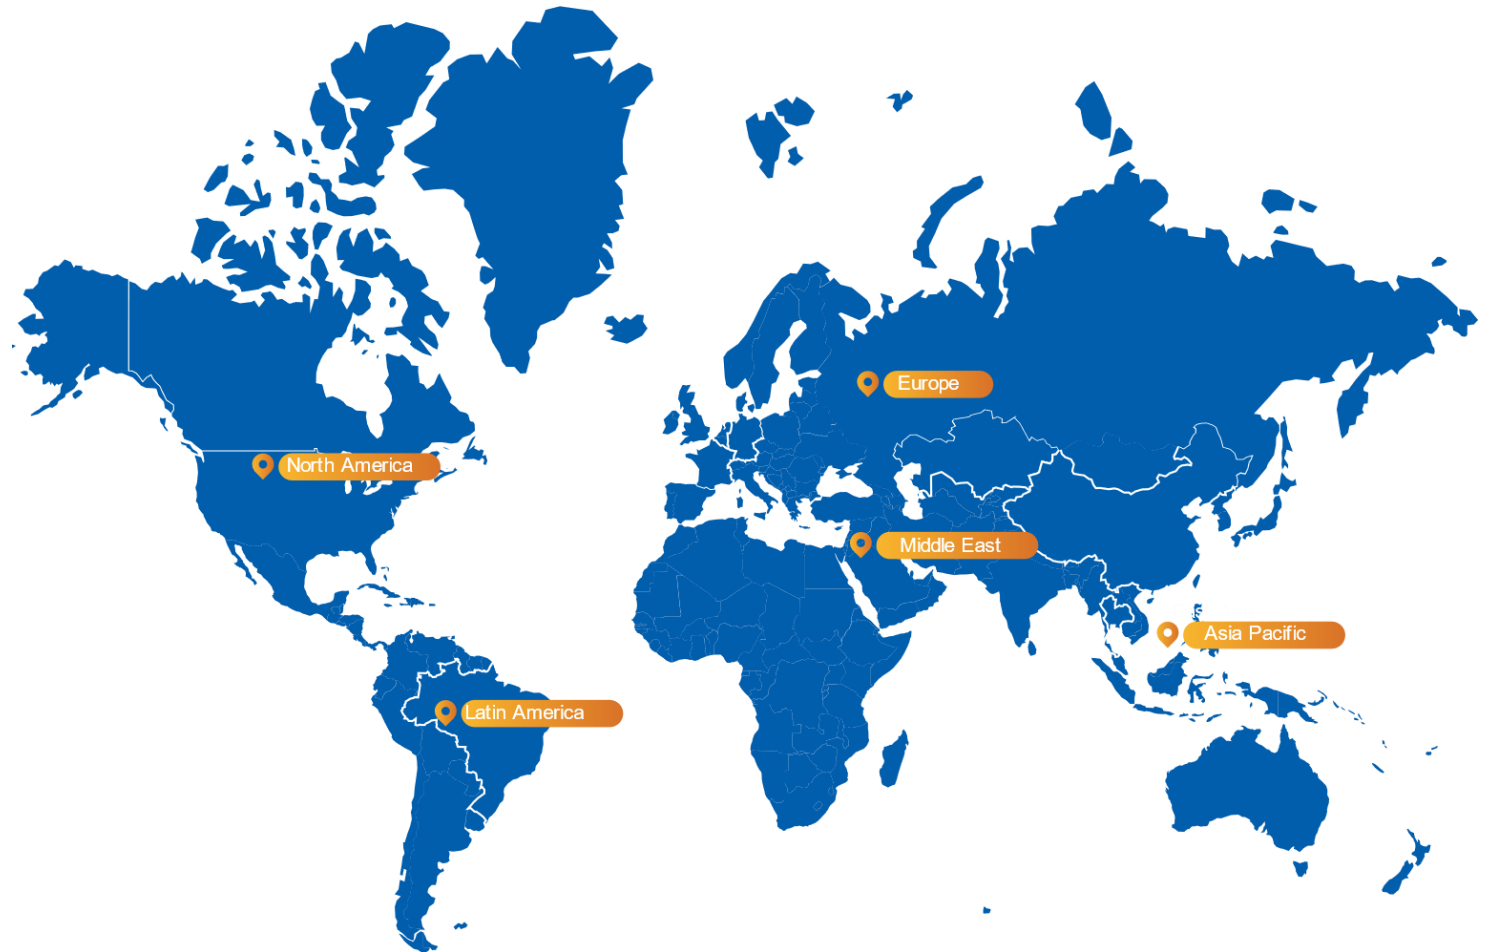 Europe
North America
Middle East
Asia Pacific
Latin America